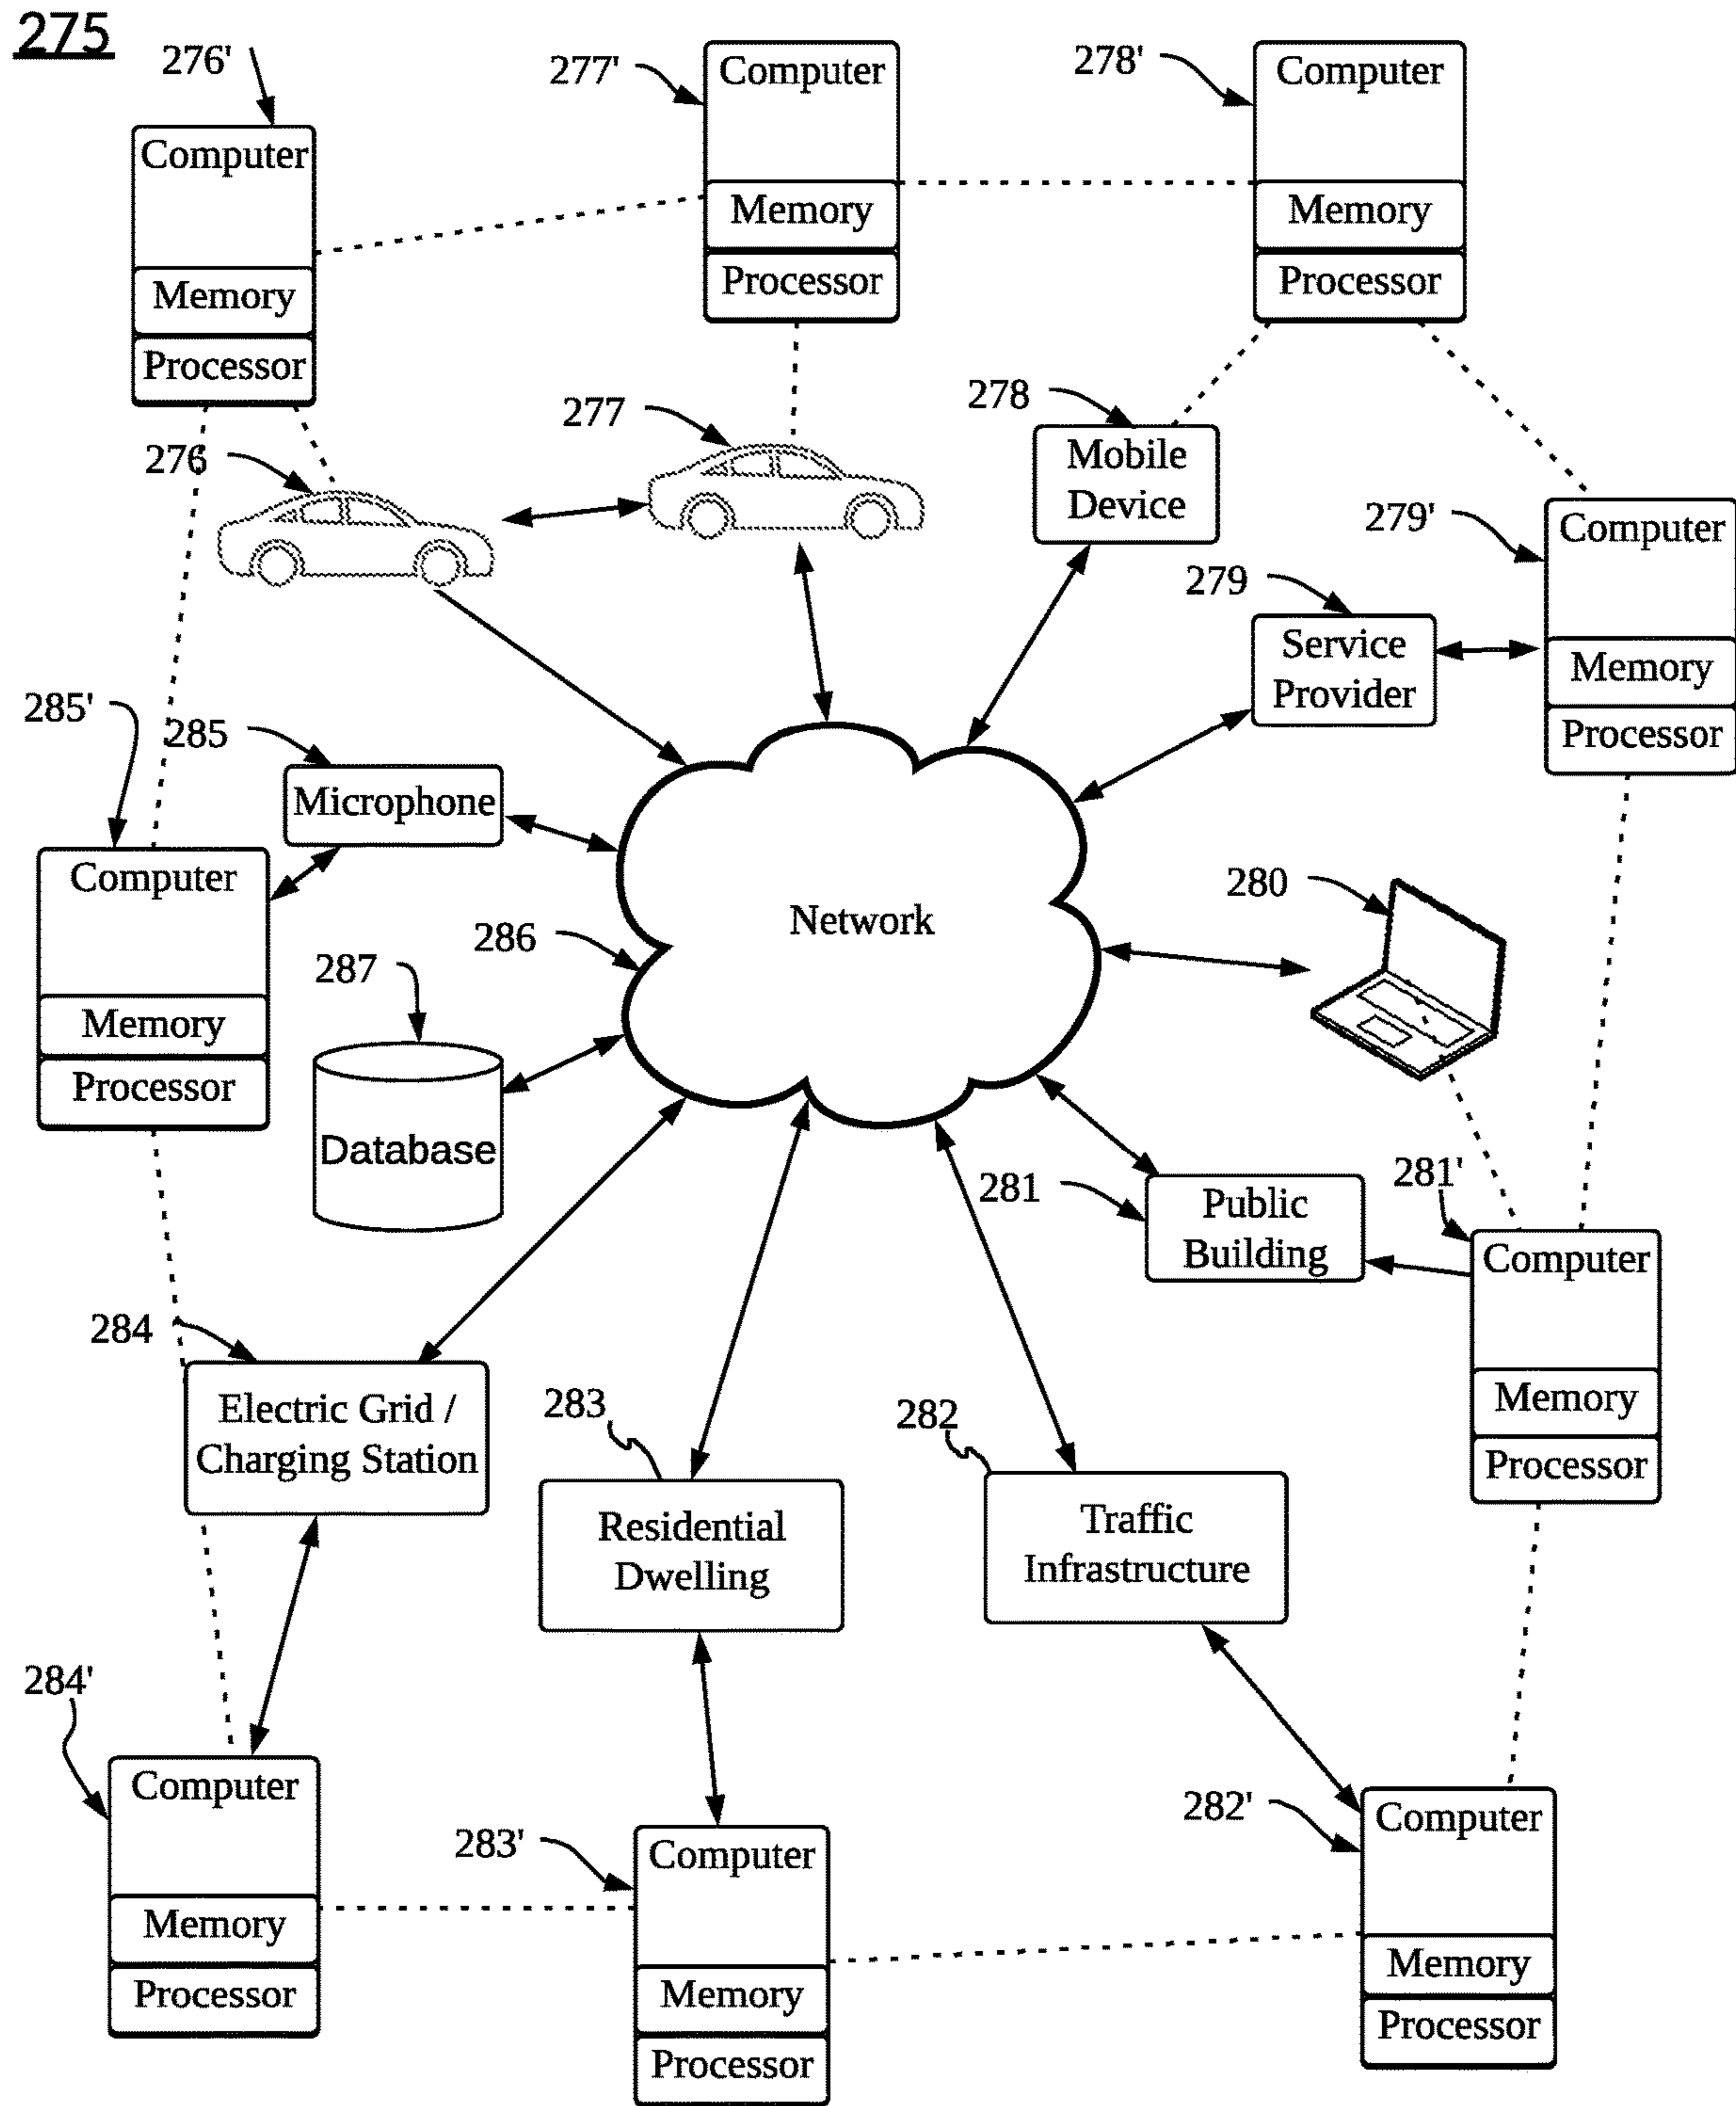 275
276'
277'
278'
Computer
Memory
Processor
Computer
Memory
Processor
Computer
Memory
Processor
276
277
278
Mobile
Device
279'
Computer
Memory
Processor
279
Service
Provider
285'
285
Microphone
Computer
Memory
Processor
286
Network
280
287
Database
281
Public
Building
281'
Computer
Memory
Processor
284
Electric Grid /
Charging Station
283
Residential
Dwelling
282
Traffic
Infrastructure
284'
Computer
Memory
Processor
283'
Computer
Memory
Processor
282'
Computer
Memory
Processor